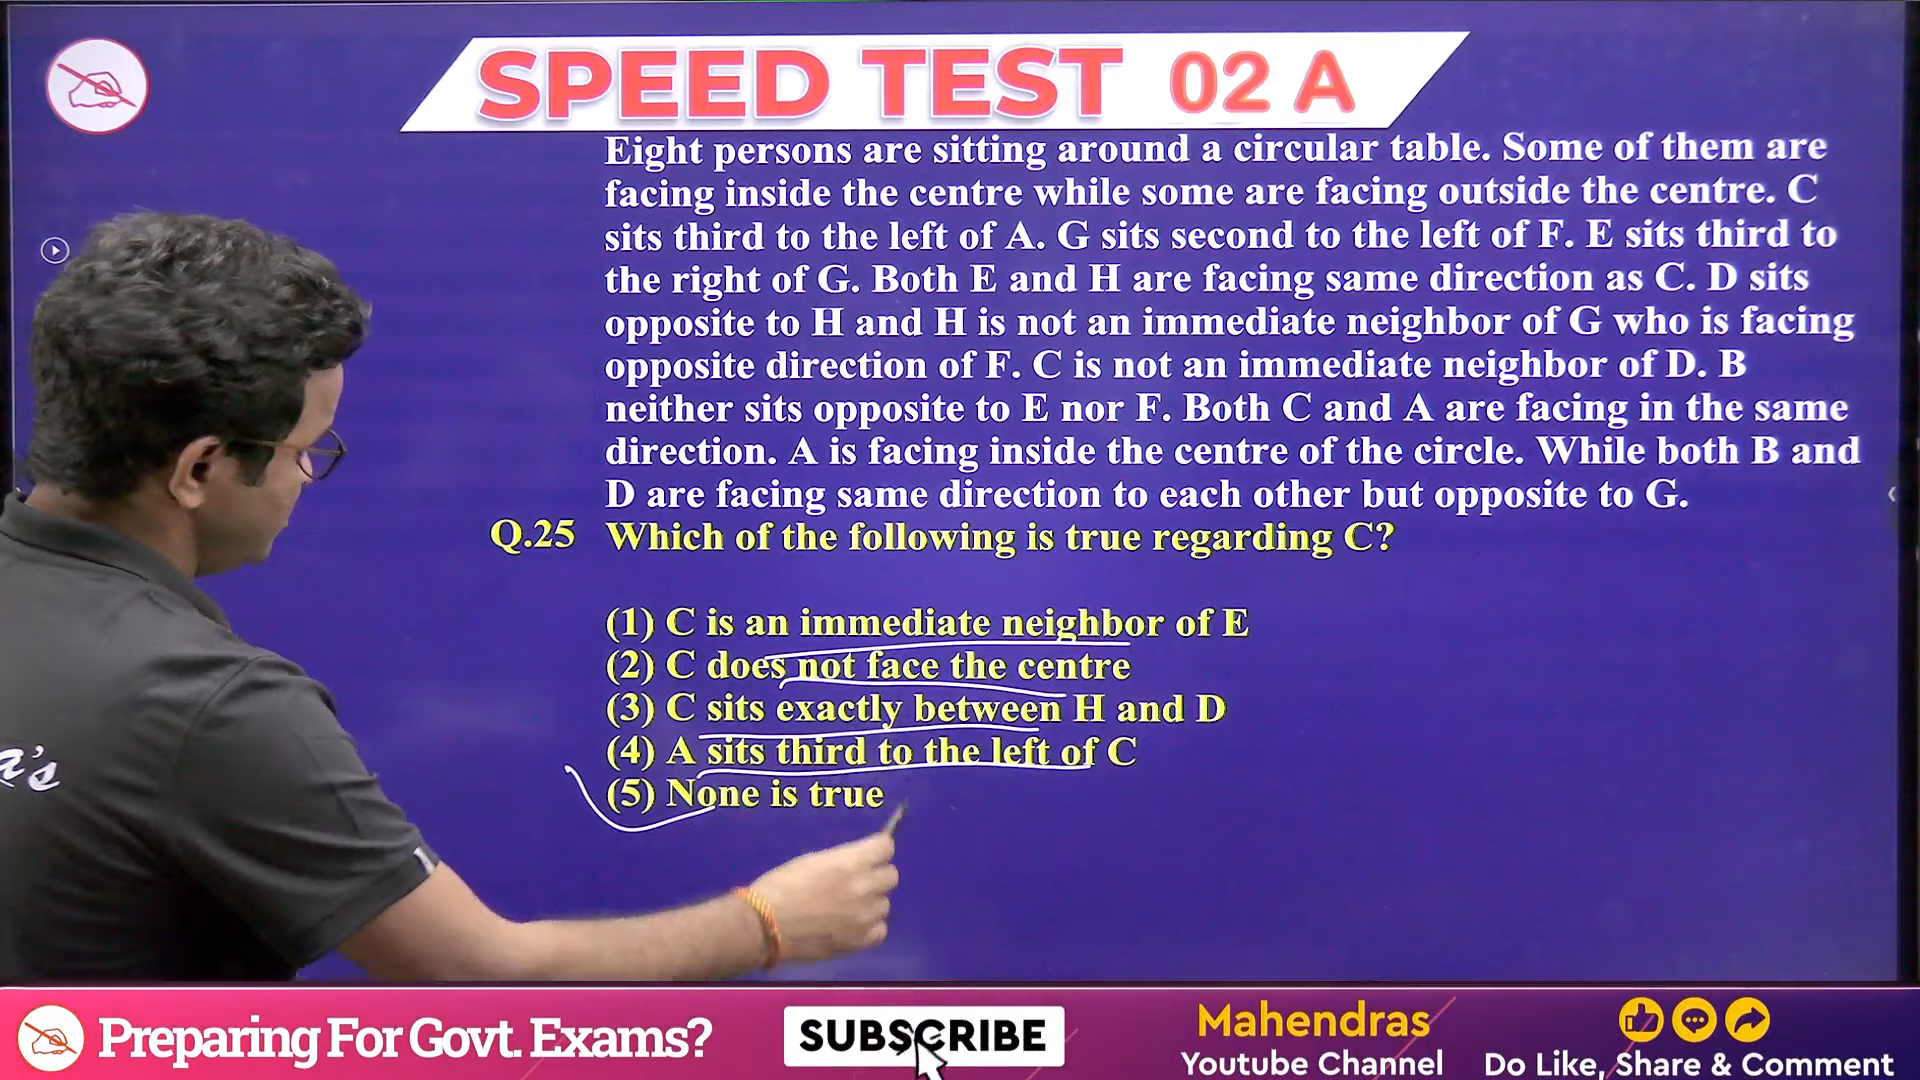 SPEED TEST 02 A
Eight persons are sitting around a circular table. Some of them are
facing inside the centre while some are facing outside the centre. C
sits third to the left of A. G sits second to the left of F. E sits third to
the right of G. Both E and H are facing same direction as C. D sits
opposite to H and H is not an immediate neighbor of G who is facing
opposite direction of F. C is not an immediate neighbor of D. B
neither sits opposite to E nor F. Both C and A are facing in the same
direction. A is facing inside the centre of the circle. While both B and
D are facing same direction to each other but opposite to G.
Q.25 Which of the following is true regarding C?
(1) C is an immediate neighbor of E
(2) C does not face the centre
(3) C sits exactly between H and D
(4) A sits third to the left of C
(5) None is true
a's
Preparing For Govt. Exams?
SUBSCRIBE
Mahendras
Youtube Channel
Do Like, Share & Comment